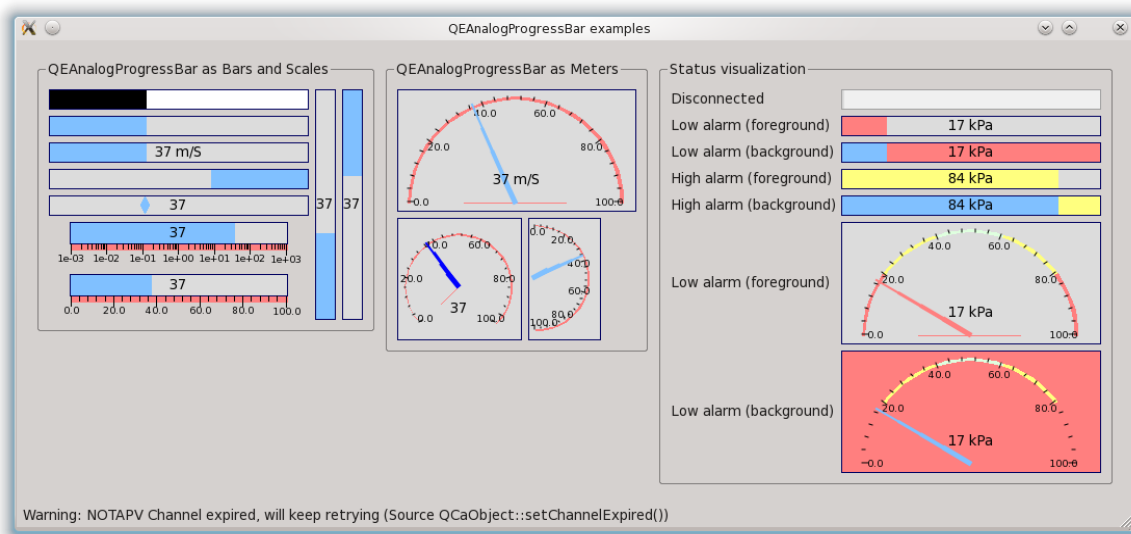 QEAnalogProgressBar examples
QEAnalogProgressBar as Bars and Scales
37 m/S
37
37
1e-03 1e-02 1e-01 1e+00 1e+01 1e+02 1e+03
37
0.0 20.0 40.0 60.0 80.0 100.0
37
37
QEAnalogProgressBar as Meters
40.0 60.0
20.0 80.0
37 m/S
0.0 100.0
40.0 60.0
20.0 80.0
37
0.0 100.0
0.0
20.0
40.0
60.0
80.0
100.0
Status visualization
Disconnected
Low alarm (foreground) 17 kPa
Low alarm (background) 17 kPa
High alarm (foreground) 84 kPa
High alarm (background) 84 kPa
40.0 60.0
20.0 80.0
Low alarm (foreground)
17 kPa
0.0 100.0
40.0 60.0
20.0 80.0
Low alarm (background)
17 kPa
0.0 100.0
Warning: NOTAPV Channel expired, will keep retrying (Source QCaObject::setChannelExpired())